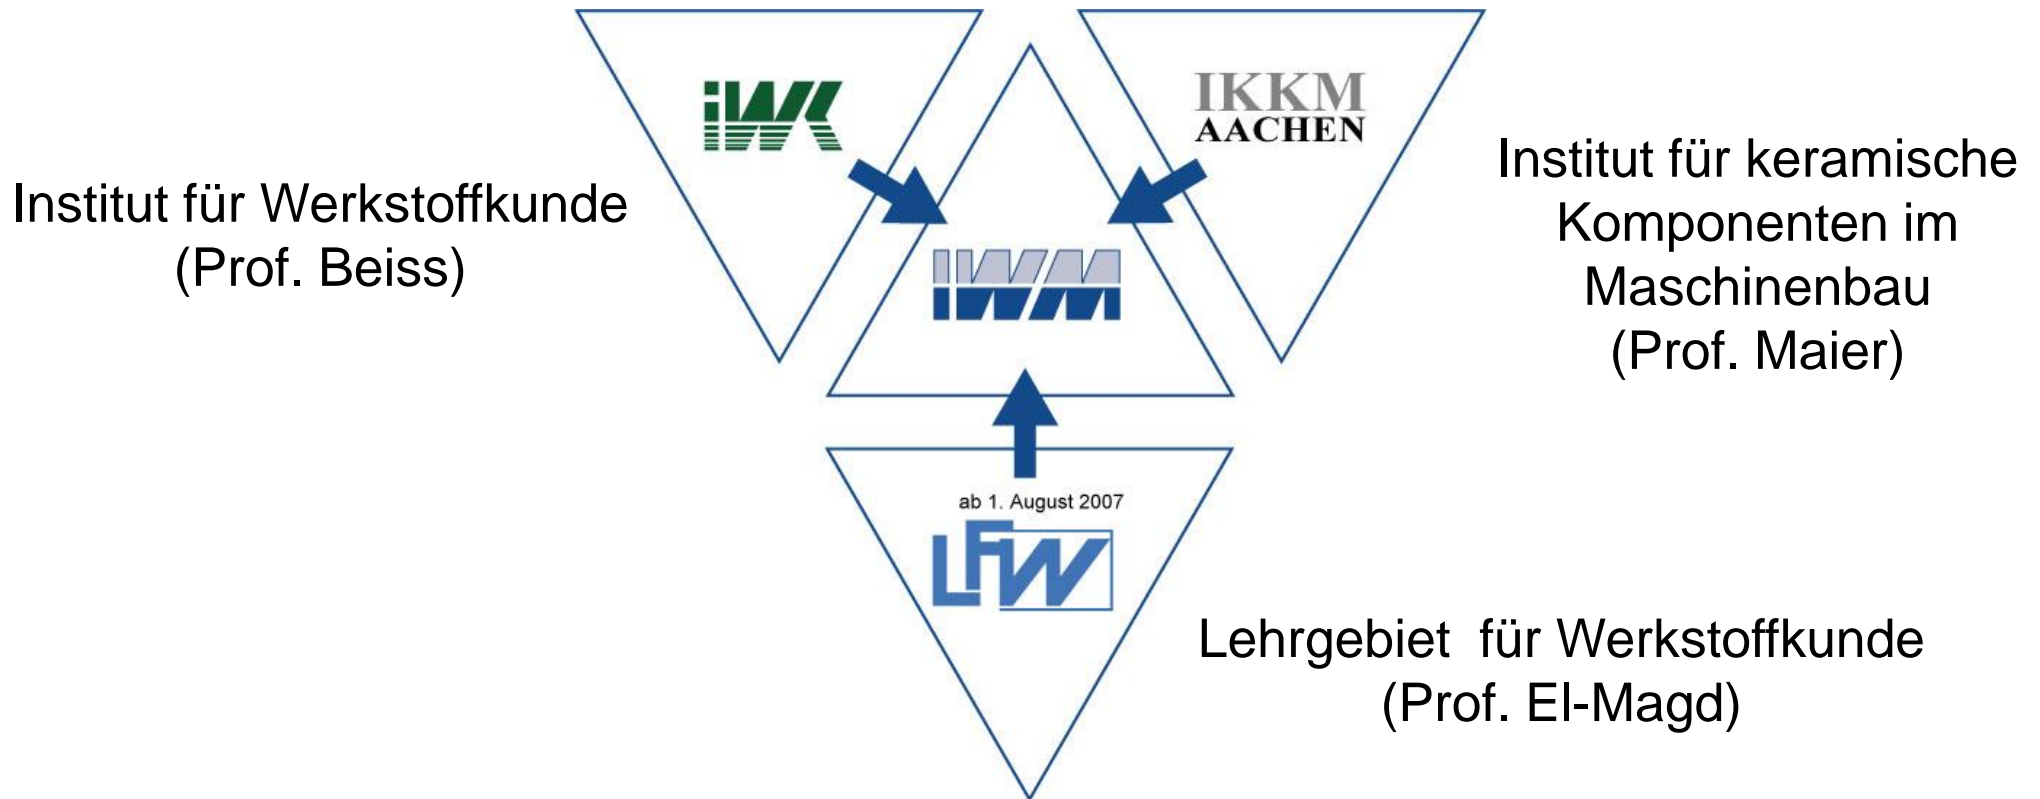 iWK
IKKM
AACHEN
Institut für Werkstoffkunde
(Prof. Beiss)
Institut für keramische
Komponenten im
Maschinenbau
(Prof. Maier)
iWM
ab 1. August 2007
LFW
Lehrgebiet für Werkstoffkunde
(Prof. El-Magd)